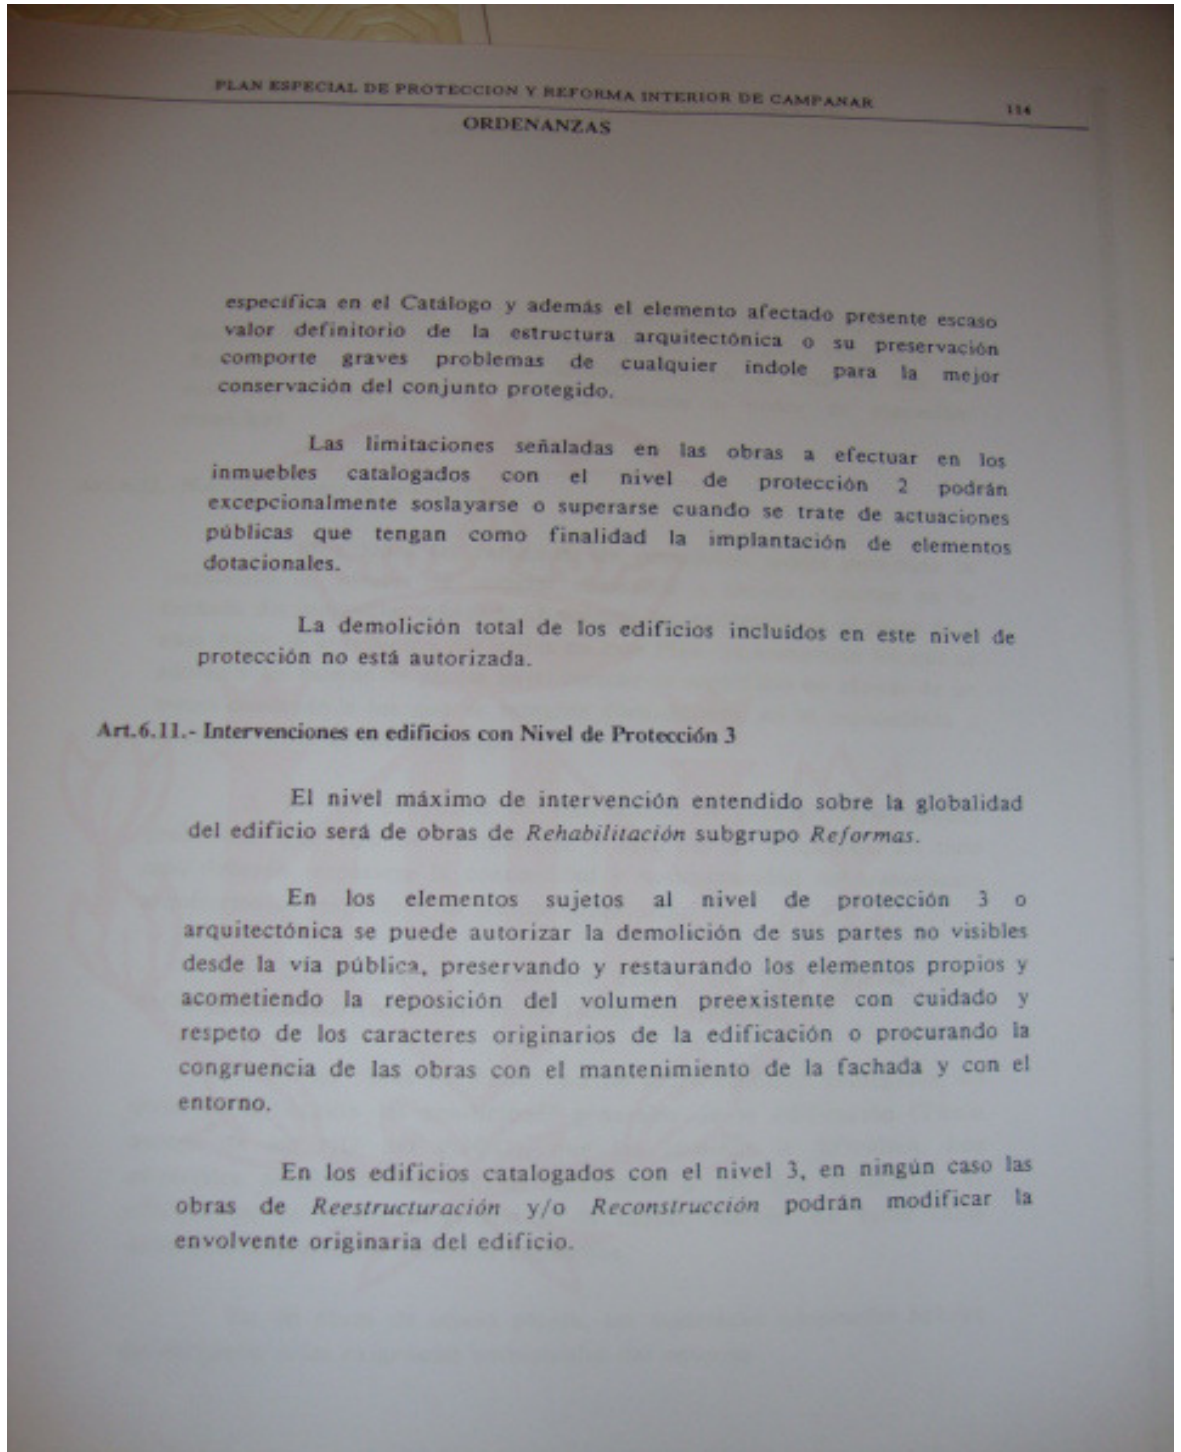 PLAN ESPECIAL DE PROTECCION Y REFORMA INTERIOR DE CAMPANAR 114
ORDENANZAS
específica en el Catálogo y además el elemento afectado presente escaso
valor definitorio de la estructura arquitectónica o su preservación
comporte graves problemas de cualquier índole para la mejor
conservación del conjunto protegido.
Las limitaciones señaladas en las obras a efectuar en los
inmuebles catalogados con el nivel de protección 2 podrán
excepcionalmente soslayarse o superarse cuando se trate de actuaciones
públicas que tengan como finalidad la implantación de elementos
dotacionales.
La demolición total de los edificios incluídos en este nivel de
protección no está autorizada.
Art.6.11.- Intervenciones en edificios con Nivel de Protección 3
El nivel máximo de intervención entendido sobre la globalidad
del edificio será de obras de Rehabilitación subgrupo Reformas.
En los elementos sujetos al nivel de protección 3 o
arquitectónica se puede autorizar la demolición de sus partes no visibles
desde la vía pública, preservando y restaurando los elementos propios y
acometiendo la reposición del volumen preexistente con cuidado y
respeto de los caracteres originarios de la edificación o procurando la
congruencia de las obras con el mantenimiento de la fachada y con el
entorno.
En los edificios catalogados con el nivel 3, en ningún caso las
obras de Reestructuración y/o Reconstrucción podrán modificar la
envolvente originaria del edificio.